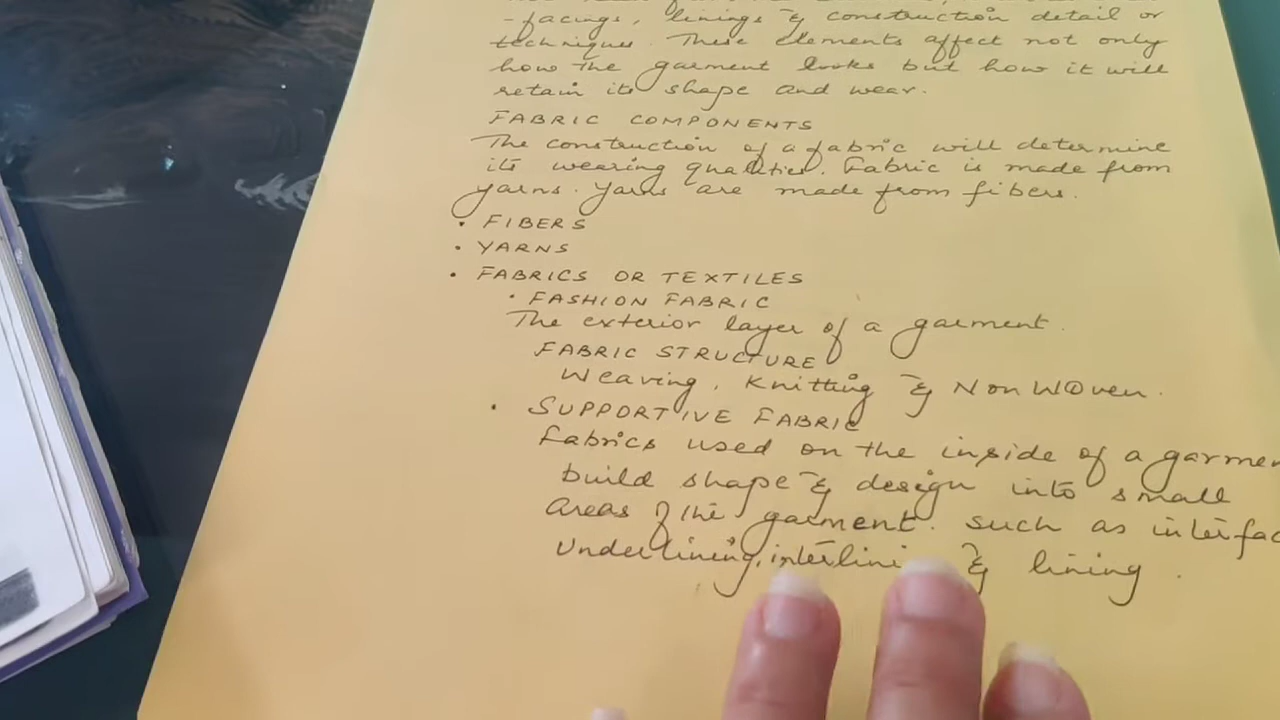 -facings, linings & construction detail or
techniques. These elements affect not only
how the garment looks but how it will
retain its shape and wear.
FABRIC COMPONENTS
The construction of a fabric will determine
its wearing qualities. Fabric is made from
yarns. Yarns are made from fibers.
• FIBERS
• YARNS
• FABRICS OR TEXTILES
• FASHION FABRIC
The exterior layer of a garment.
FABRIC STRUCTURE
Weaving, Knitting & Non Woven.
• SUPPORTIVE FABRIC
Fabrics used on the inside of a garmen
build shape & design into small
Areas of the garment. such as interfac
Underlining, interlini & lining.